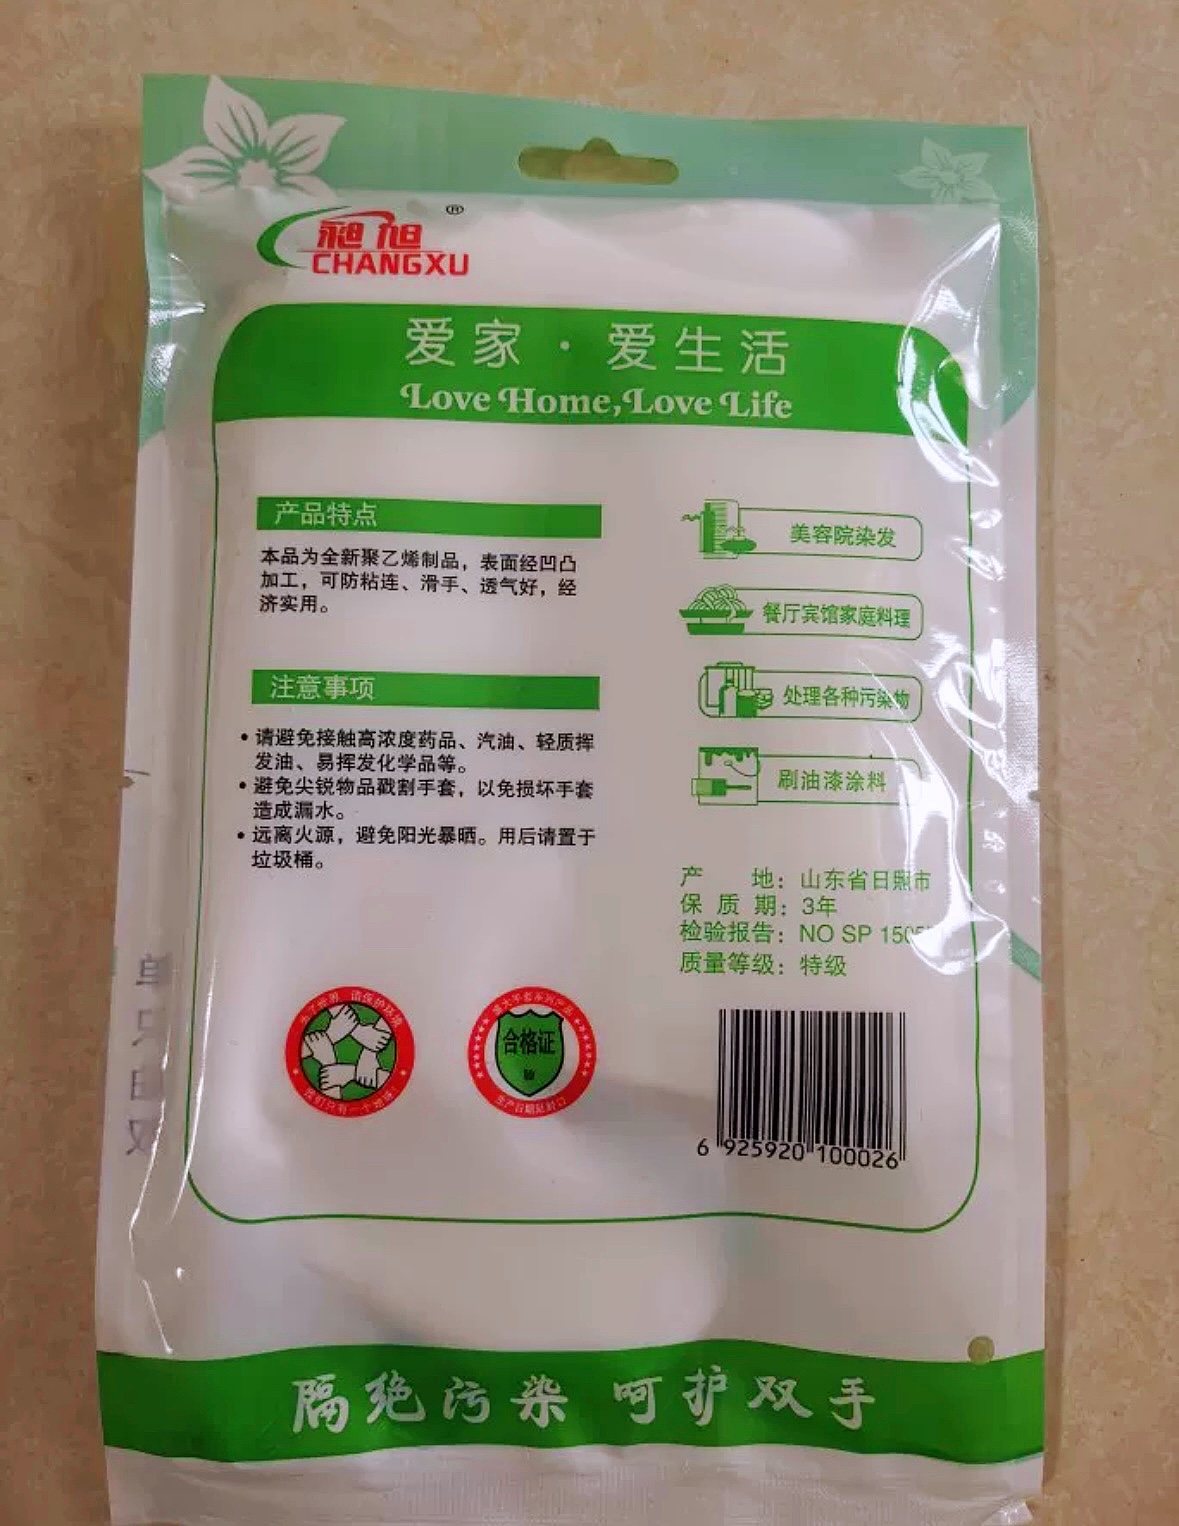 昶旭®
CHANGXU
爱家·爱生活
Love Home,Love Life
产品特点
本品为全新聚乙烯制品，表面经凹凸
加工，可防粘连、滑手、透气好，经
济实用。
注意事项
• 请避免接触高浓度药品、汽油、轻质挥
发油、易挥发化学品等。
• 避免尖锐物品戳割手套，以免损坏手套
造成漏水。
• 远离火源，避免阳光暴晒。用后请置于
垃圾桶。
美容院染发
餐厅宾馆家庭料理
处理各种污染物
刷油漆涂料
产 地：山东省日照市
保 质 期：3年
检验报告：NO SP 150
质量等级：特级
合格证
生产日期见封口
6 925920 100026
隔绝污染 呵护双手